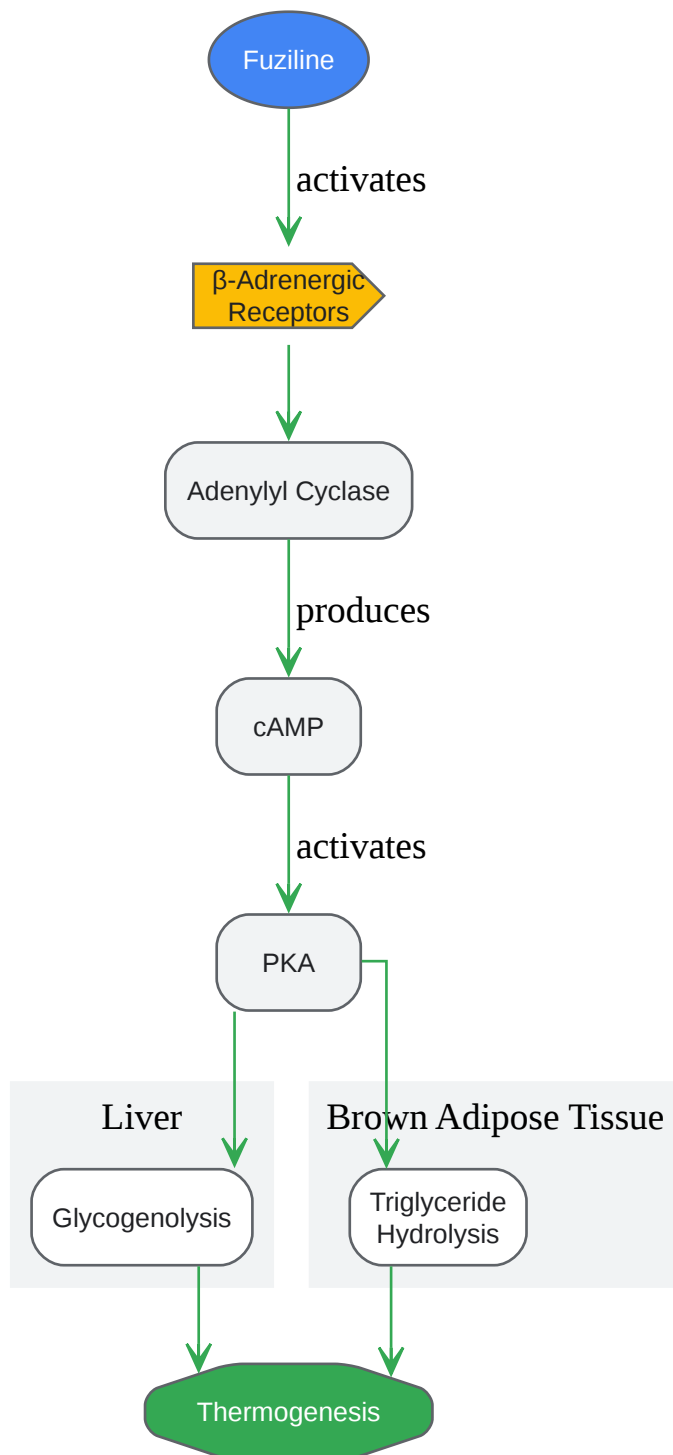 Fuziline
activates
β-Adrenergic
Receptors
Adenylyl Cyclase
produces
cAMP
activates
PKA
Liver
Brown Adipose Tissue
Glycogenolysis
Triglyceride
Hydrolysis
Thermogenesis